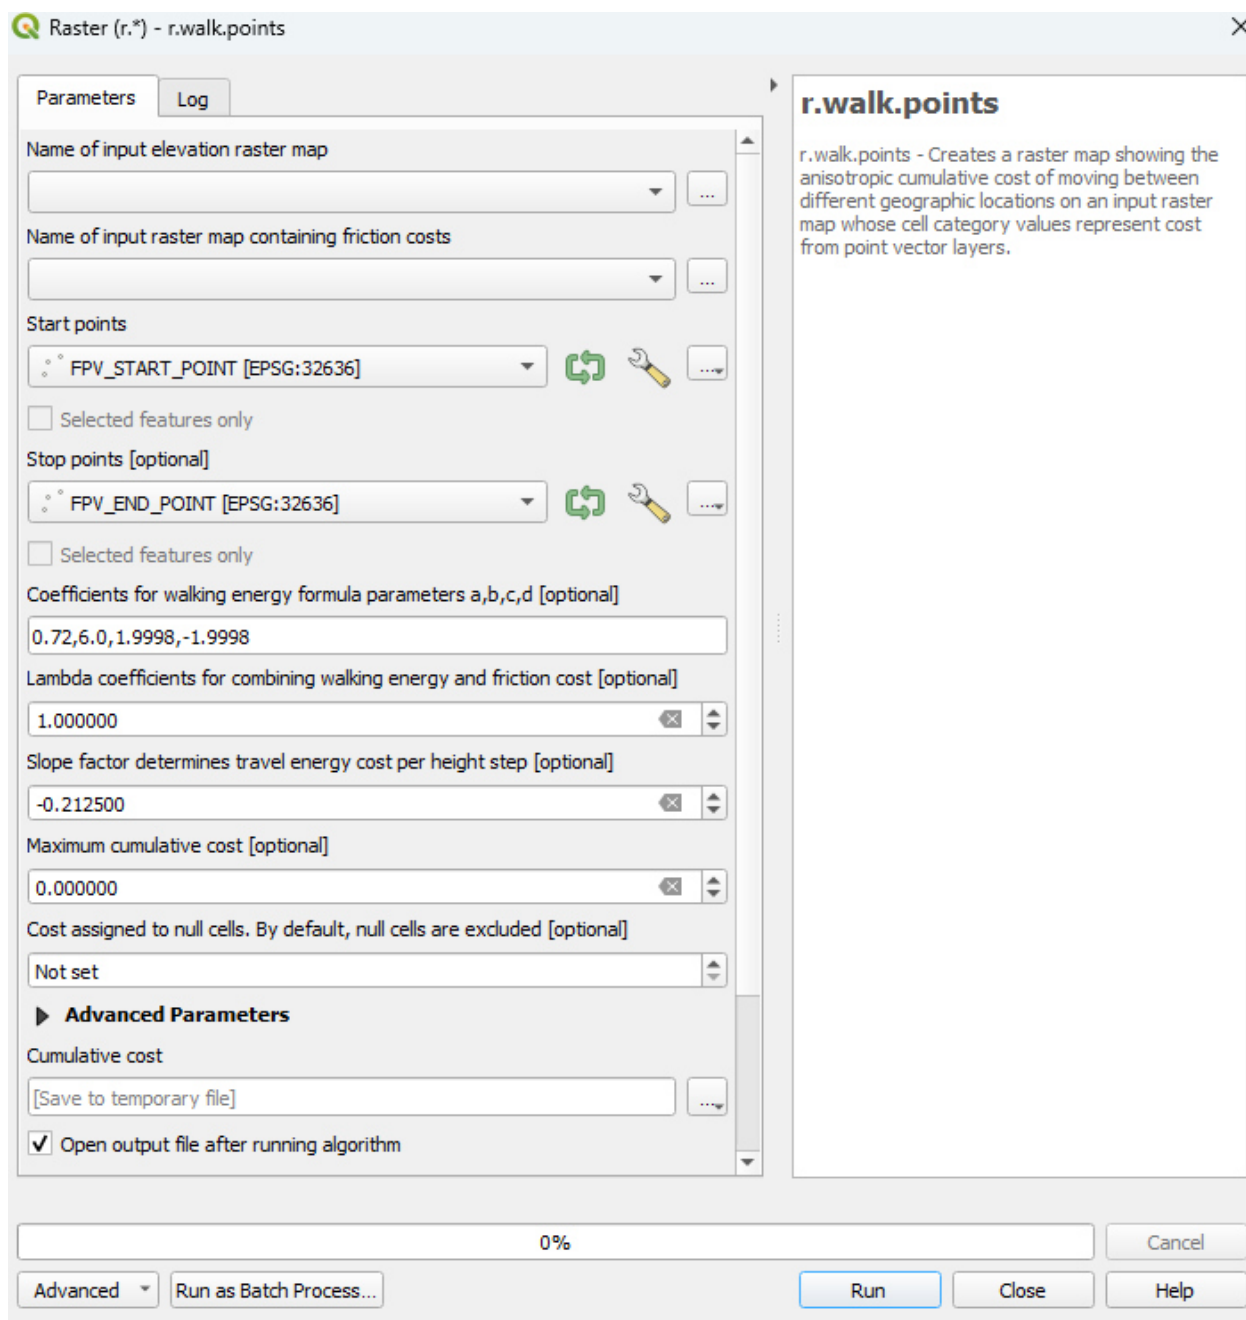 Raster (r.*) - r.walk.points
Parameters
Log
Name of input elevation raster map
...
Name of input raster map containing friction costs
...
Start points
FPV_START_POINT [EPSG:32636]
...
Selected features only
Stop points [optional]
FPV_END_POINT [EPSG:32636]
...
Selected features only
Coefficients for walking energy formula parameters a,b,c,d [optional]
0.72,6.0,1.9998,-1.9998
Lambda coefficients for combining walking energy and friction cost [optional]
1.000000
Slope factor determines travel energy cost per height step [optional]
-0.212500
Maximum cumulative cost [optional]
0.000000
Cost assigned to null cells. By default, null cells are excluded [optional]
Not set
Advanced Parameters
Cumulative cost
[Save to temporary file]
...
Open output file after running algorithm
r.walk.points
r.walk.points - Creates a raster map showing the
anisotropic cumulative cost of moving between
different geographic locations on an input raster
map whose cell category values represent cost
from point vector layers.
0%
Cancel
Advanced
Run as Batch Process...
Run
Close
Help